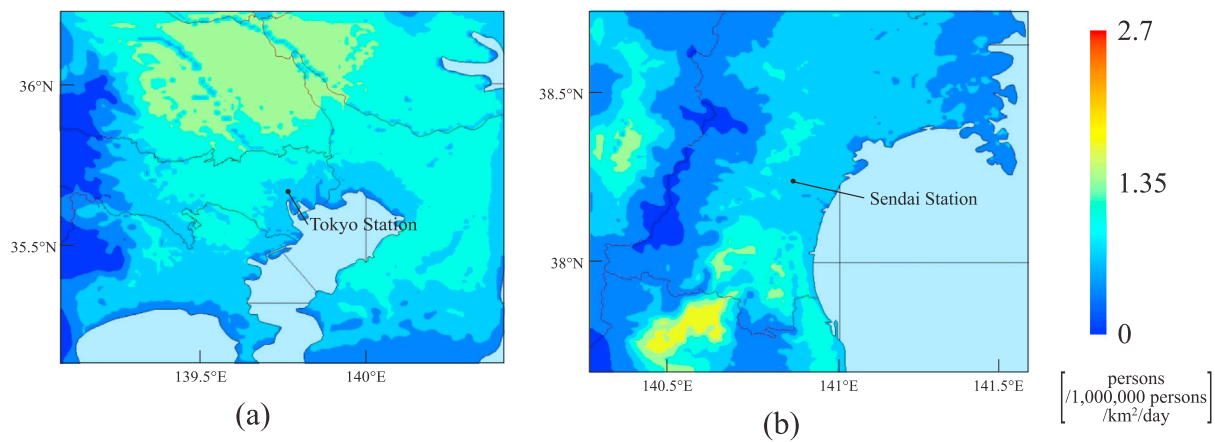 36°N
35.5°N
Tokyo Station
139.5°E
140°E
(a)
38.5°N
38°N
Sendai Station
140.5°E
141°E
141.5°E
(b)
2.7
1.35
0
persons
/1,000,000 persons
/km²/day